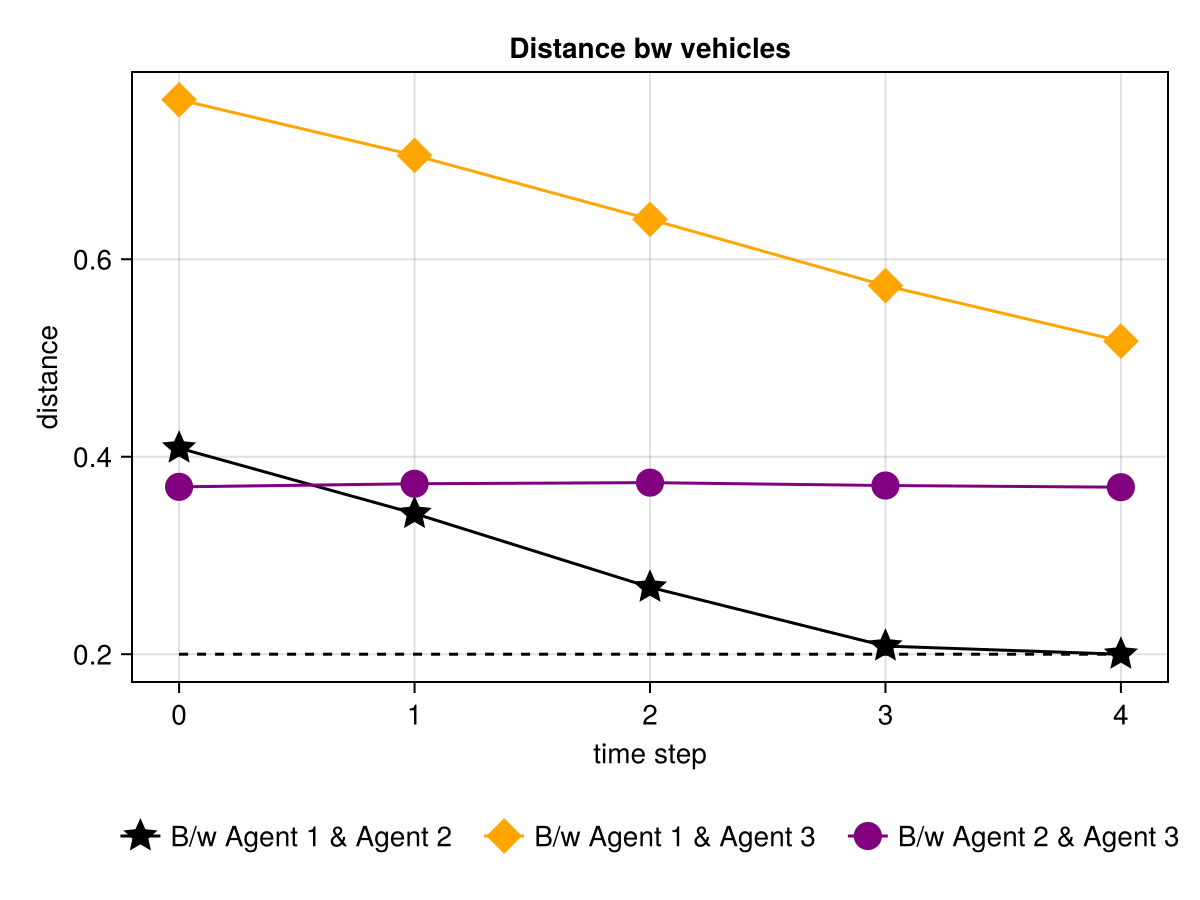 Distance bw vehicles
distance
0.6
0.4
0.2
0 1 2 3 4
time step
B/w Agent 1 & Agent 2 B/w Agent 1 & Agent 3 B/w Agent 2 & Agent 3